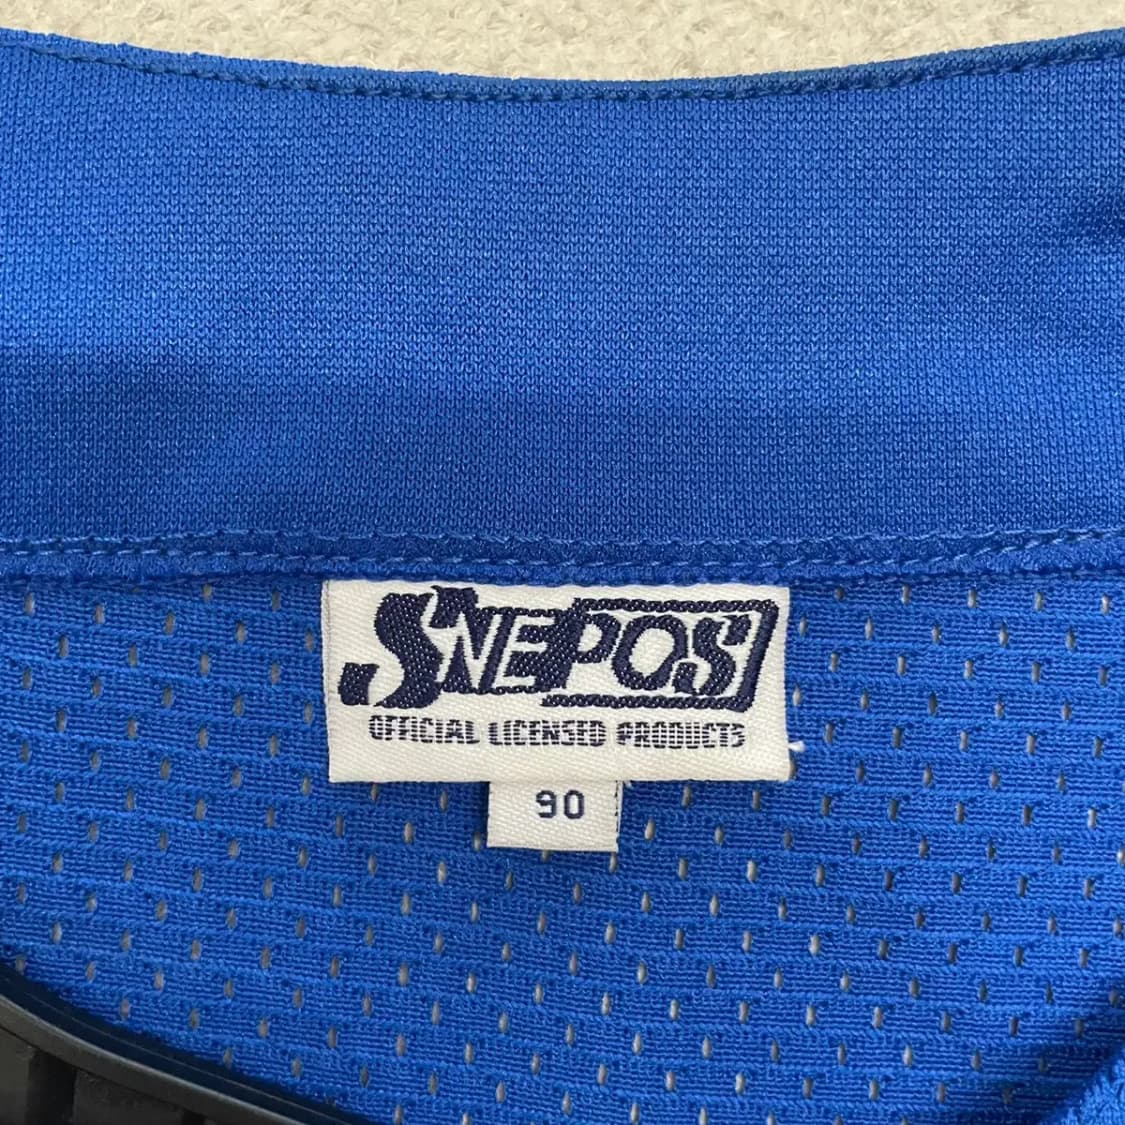 SNEPOS
OFFICIAL LICENSED PRODUCTS
90